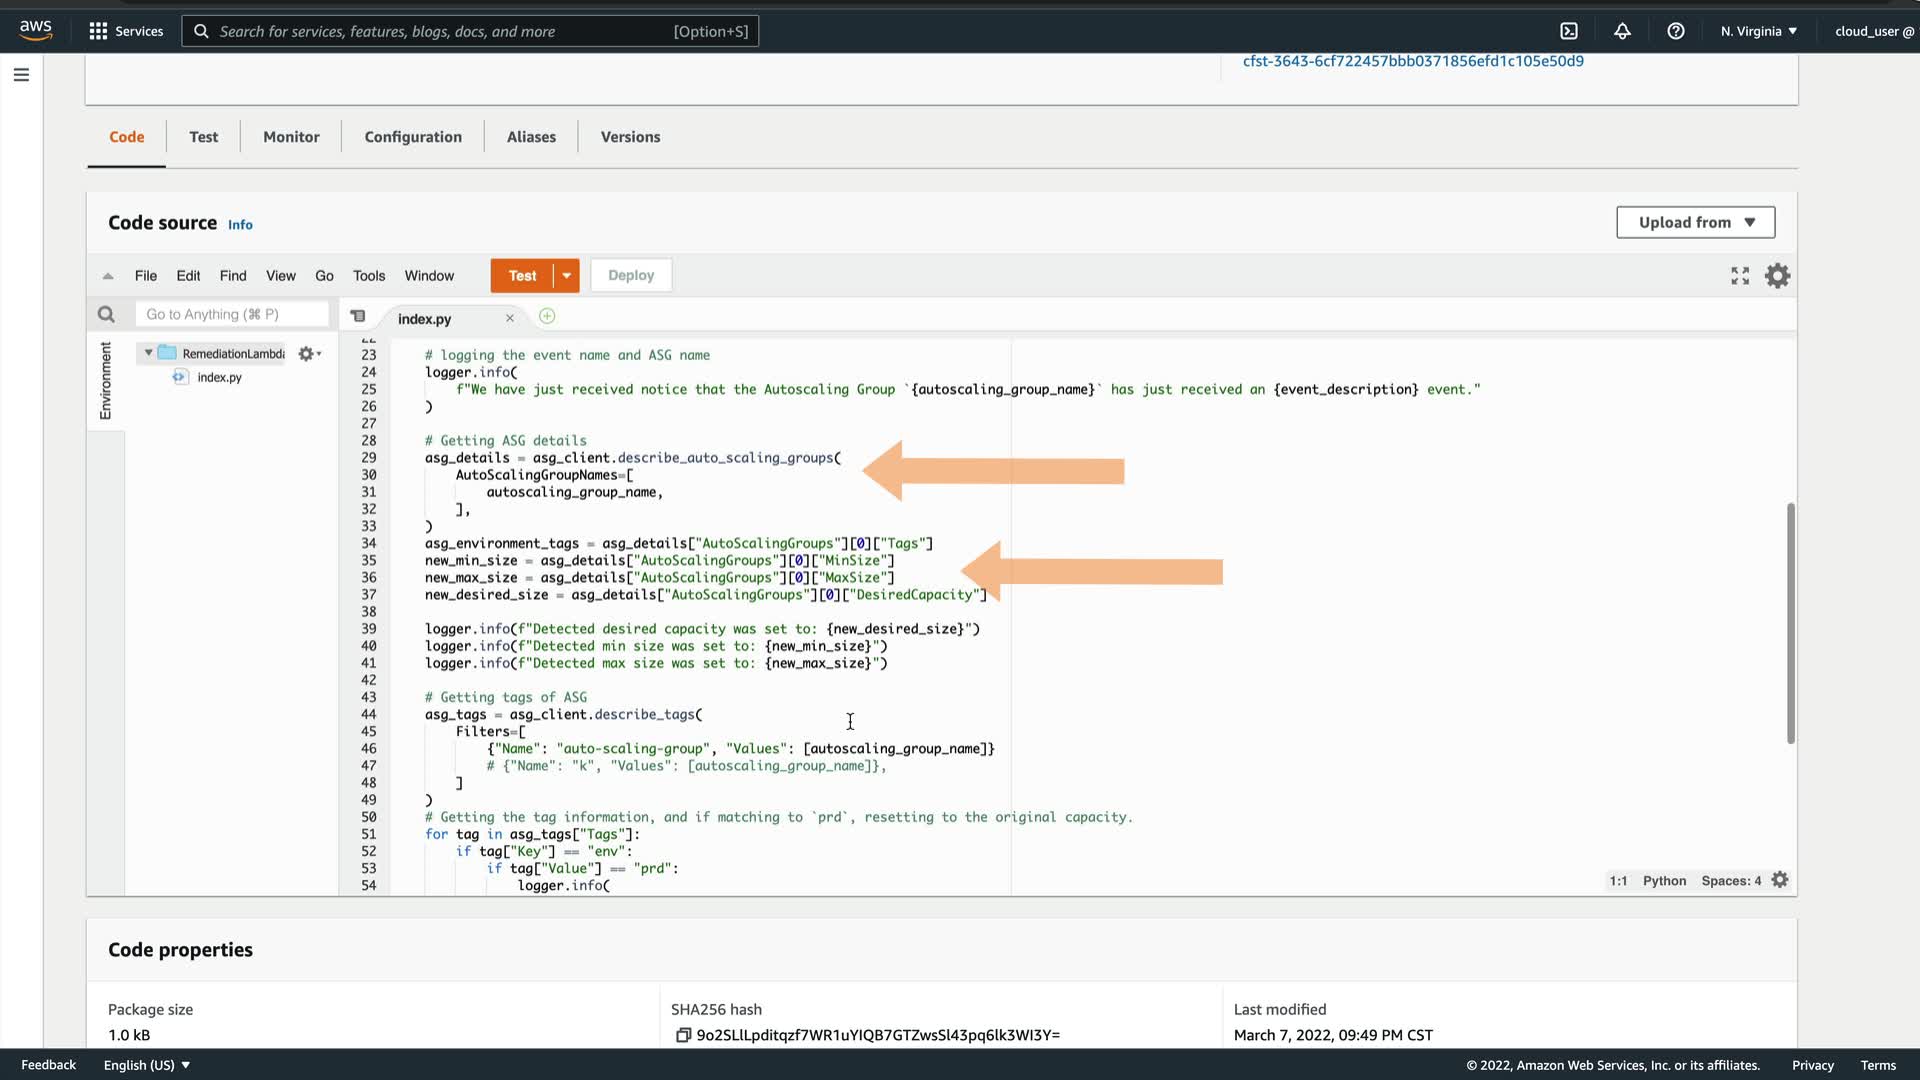 aws
Services
Search for services, features, blogs, docs, and more
[Option+S]
N. Virginia ▼
cloud_user @
cfst-3643-6cf722457bbb0371856efd1c105e50d9
Code
Test
Monitor
Configuration
Aliases
Versions
Code source Info
Upload from ▼
File
Edit
Find
View
Go
Tools
Window
Test
Deploy
Go to Anything (⌘ P)
index.py
Environment
RemediationLambda
index.py
22
23 # logging the event name and ASG name
24 logger.info(
25 f"We have just received notice that the Autoscaling Group `{autoscaling_group_name}` has just received an {event_description} event."
26 )
27
28 # Getting ASG details
29 asg_details = asg_client.describe_auto_scaling_groups(
30 AutoScalingGroupNames=[
31 autoscaling_group_name,
32 ],
33 )
34 asg_environment_tags = asg_details["AutoScalingGroups"][0]["Tags"]
35 new_min_size = asg_details["AutoScalingGroups"][0]["MinSize"]
36 new_max_size = asg_details["AutoScalingGroups"][0]["MaxSize"]
37 new_desired_size = asg_details["AutoScalingGroups"][0]["DesiredCapacity"]
38
39 logger.info(f"Detected desired capacity was set to: {new_desired_size}")
40 logger.info(f"Detected min size was set to: {new_min_size}")
41 logger.info(f"Detected max size was set to: {new_max_size}")
42
43 # Getting tags of ASG
44 asg_tags = asg_client.describe_tags(
45 Filters=[
46 {"Name": "auto-scaling-group", "Values": [autoscaling_group_name]}
47 # {"Name": "k", "Values": [autoscaling_group_name]},
48 ]
49 )
50 # Getting the tag information, and if matching to `prd`, resetting to the original capacity.
51 for tag in asg_tags["Tags"]:
52 if tag["Key"] == "env":
53 if tag["Value"] == "prd":
54 logger.info(
1:1 Python Spaces: 4
Code properties
Package size
1.0 kB
SHA256 hash
9o2SLlLpditqzf7WR1uYIQB7GTZwsSl43pq6lk3WI3Y=
Last modified
March 7, 2022, 09:49 PM CST
Feedback
English (US) ▼
© 2022, Amazon Web Services, Inc. or its affiliates.
Privacy
Terms